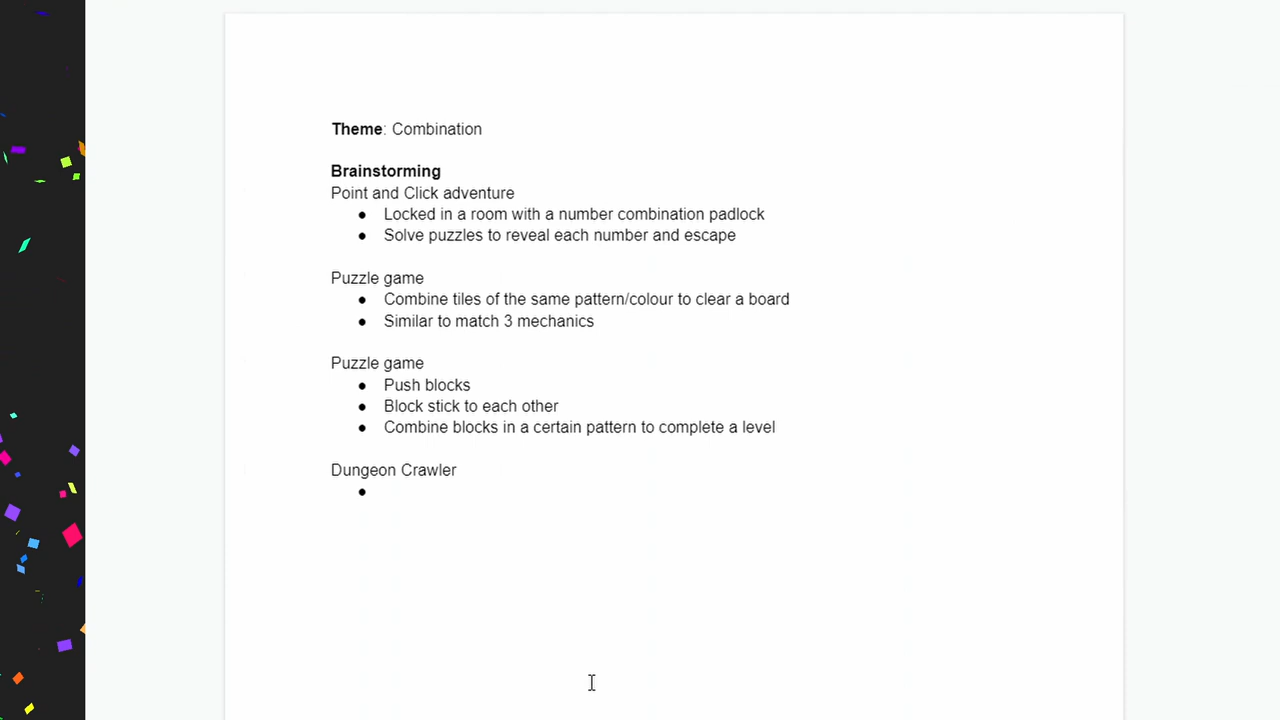 Theme: Combination
Brainstorming
Point and Click adventure
● Locked in a room with a number combination padlock
● Solve puzzles to reveal each number and escape
Puzzle game
● Combine tiles of the same pattern/colour to clear a board
● Similar to match 3 mechanics
Puzzle game
● Push blocks
● Block stick to each other
● Combine blocks in a certain pattern to complete a level
Dungeon Crawler
●